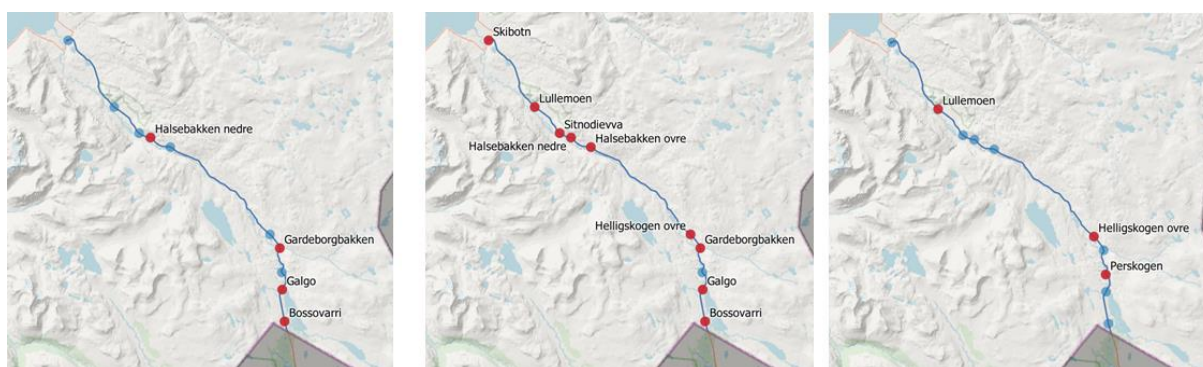 Halsebakken nedre
Gardeborgbakken
Galgo
Bossovarri
Skibotn
Lullemoen
Sitnodievva
Halsebakken ovre
Halsebakken nedre
Helligskogen ovre
Gardeborgbakken
Galgo
Bossovarri
Lullemoen
Helligskogen ovre
Perskogen